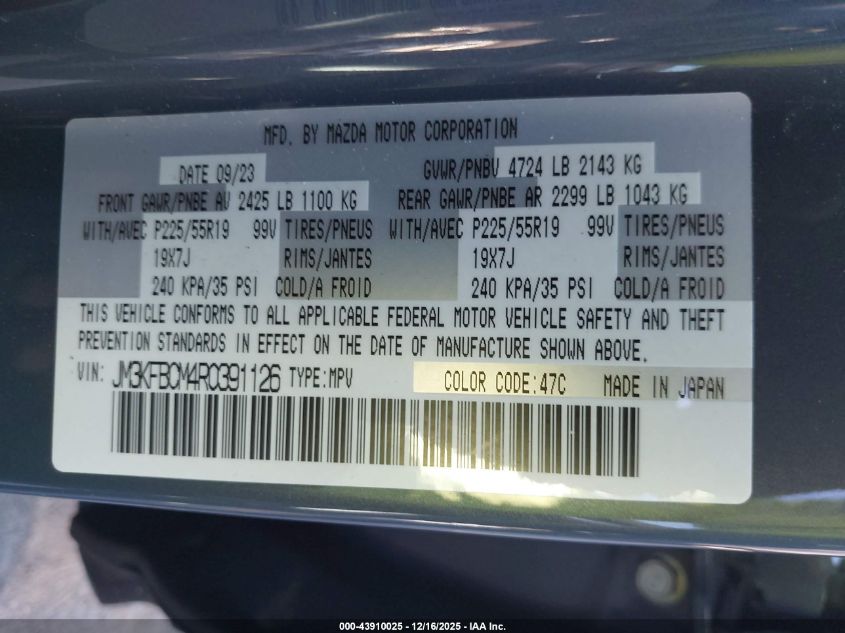 MFD. BY MAZDA MOTOR CORPORATION
DATE 09/23 GVWR/PNBV 4724 LB 2143 KG
FRONT GAWR/PNBE AV 2425 LB 1100 KG REAR GAWR/PNBE AR 2299 LB 1043 KG
WITH/AVEC P225/55R19 99V TIRES/PNEUS WITH/AVEC P225/55R19 99V TIRES/PNEUS
19X7J RIMS/JANTES 19X7J RIMS/JANTES
240 KPA/35 PSI COLD/A FROID 240 KPA/35 PSI COLD/A FROID
THIS VEHICLE CONFORMS TO ALL APPLICABLE FEDERAL MOTOR VEHICLE SAFETY AND THEFT
PREVENTION STANDARDS IN EFFECT ON THE DATE OF MANUFACTURE SHOWN ABOVE.
VIN: JM3KFBCM4R0391126 TYPE:MPV COLOR CODE:47C MADE IN JAPAN
000-43910025 - 12/16/2025 - IAA Inc.